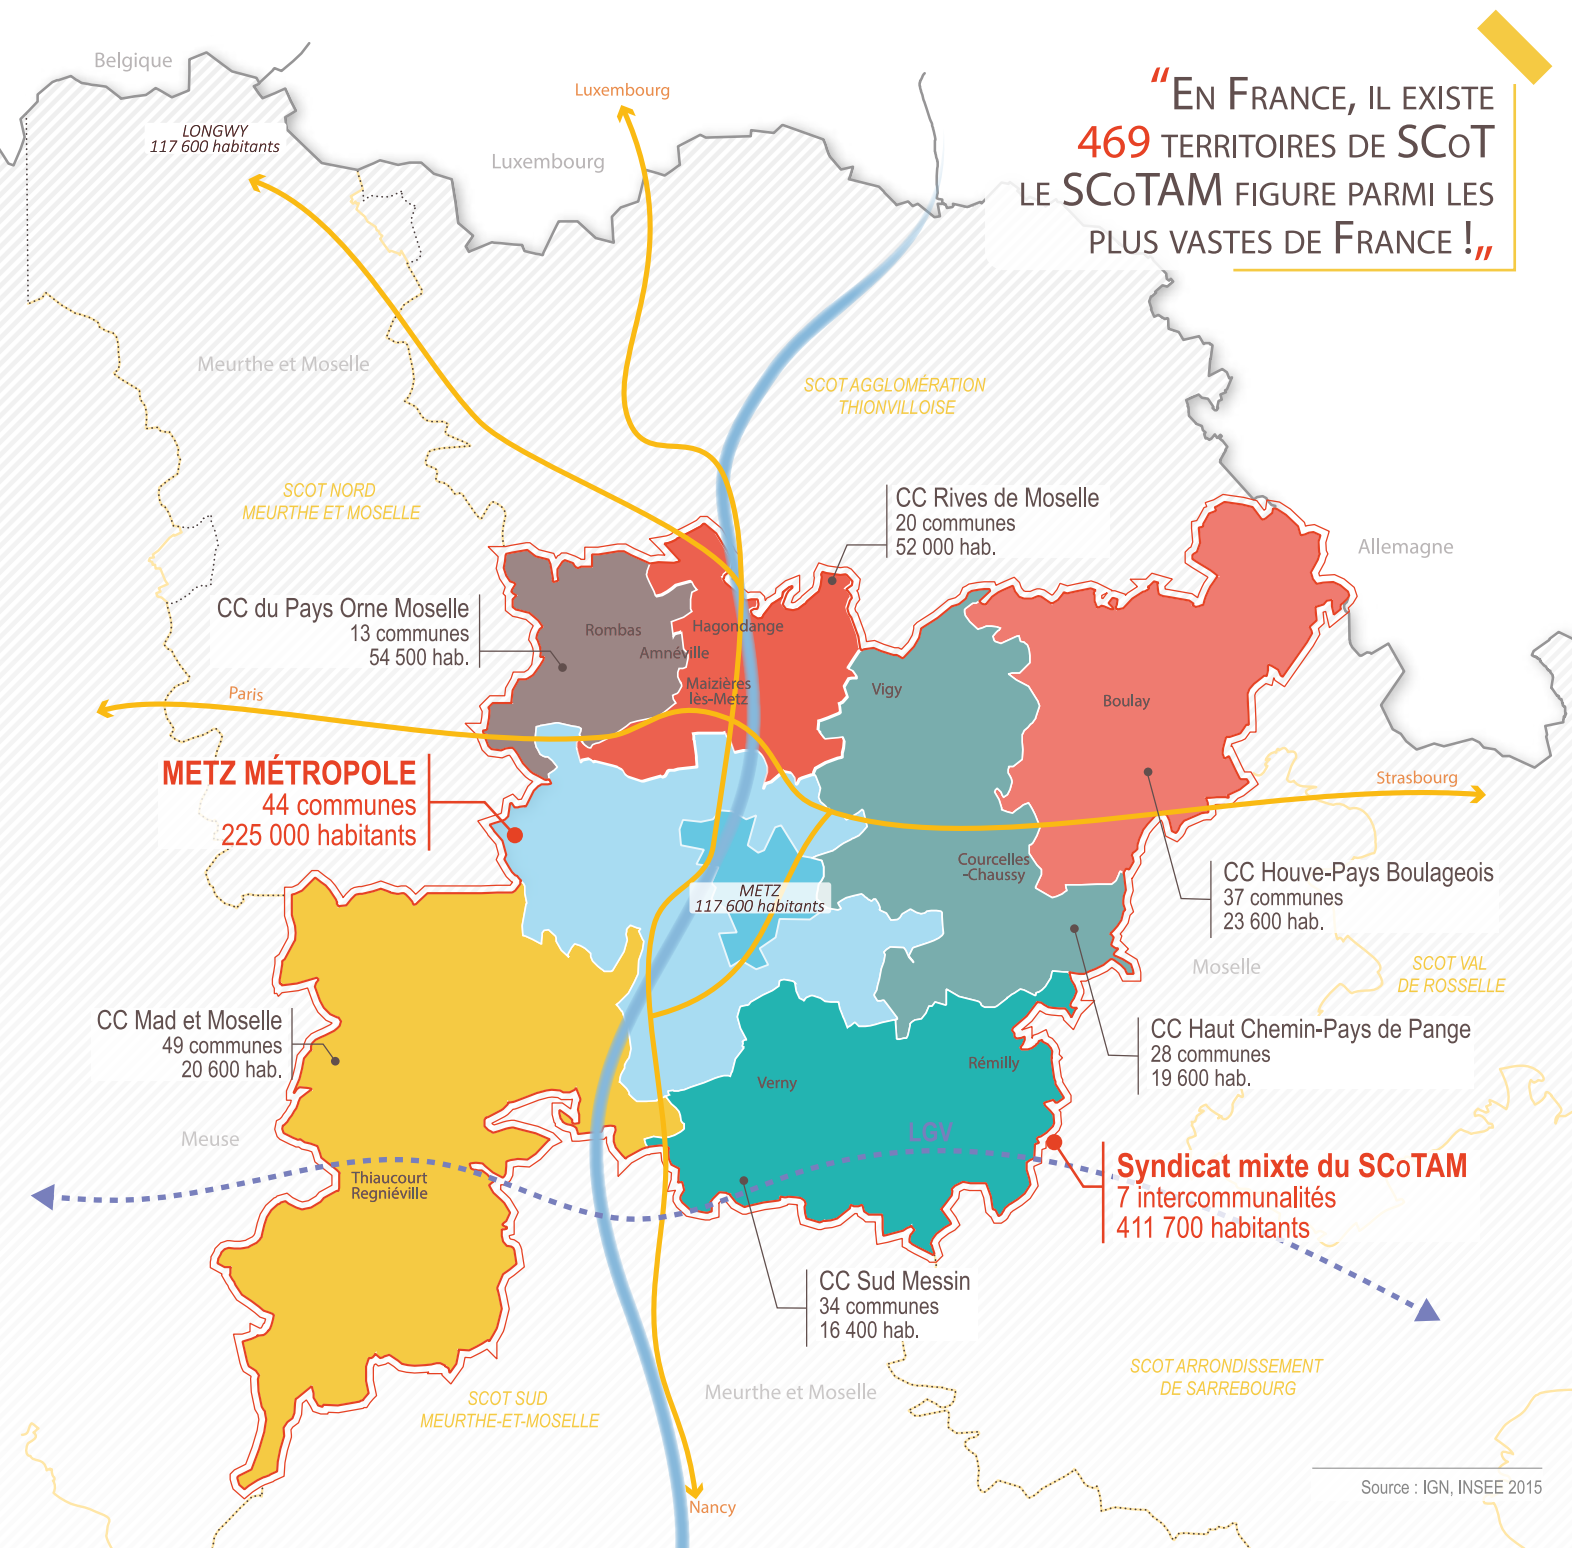 Belgique
Luxembourg
LONGWY
117 600 habitants
Luxembourg
“EN FRANCE, IL EXISTE
469 TERRITOIRES DE SCOT
LE SCOTAM FIGURE PARMI LES
PLUS VASTES DE FRANCE !„
Meurthe et Moselle
SCOT AGGLOMÉRATION
THIONVILLOISE
SCOT NORD
MEURTHE ET MOSELLE
CC Rives de Moselle
20 communes
52 000 hab.
Allemagne
CC du Pays Orne Moselle
13 communes
54 500 hab.
Rombas
Hagondange
Amnéville
Maizières
lès-Metz
Vigy
Boulay
Paris
METZ MÉTROPOLE
44 communes
225 000 habitants
Strasbourg
Courcelles
-Chaussy
METZ
117 600 habitants
CC Houve-Pays Boulageois
37 communes
23 600 hab.
Moselle
SCOT VAL
DE ROSSELLE
CC Mad et Moselle
49 communes
20 600 hab.
CC Haut Chemin-Pays de Pange
28 communes
19 600 hab.
Rémilly
Verny
Meuse
LGV
Thiaucourt
Regniéville
Syndicat mixte du SCoTAM
7 intercommunalités
411 700 habitants
CC Sud Messin
34 communes
16 400 hab.
SCOT ARRONDISSEMENT
DE SARREBOURG
Meurthe et Moselle
SCOT SUD
MEURTHE-ET-MOSELLE
Nancy
Source : IGN, INSEE 2015